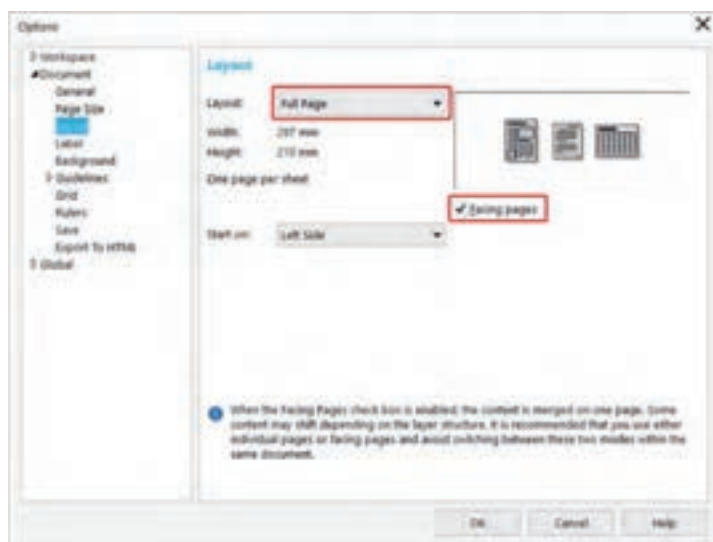 Options
Workspace
Document
General
Page Size
Label
Background
Guidelines
Grid
Rulers
Save
Export To HTML
Global
Layout
Layout: Full Page
Width: 297 mm
Height: 210 mm
One page per sheet
Facing pages
Start on: Left Side
When the Facing Pages check box is enabled, the content is merged on one page. Some
content may shift depending on the layer structure. It is recommended that you use either
individual pages or facing pages and avoid switching between these two modes within the
same document.
OK Cancel Help